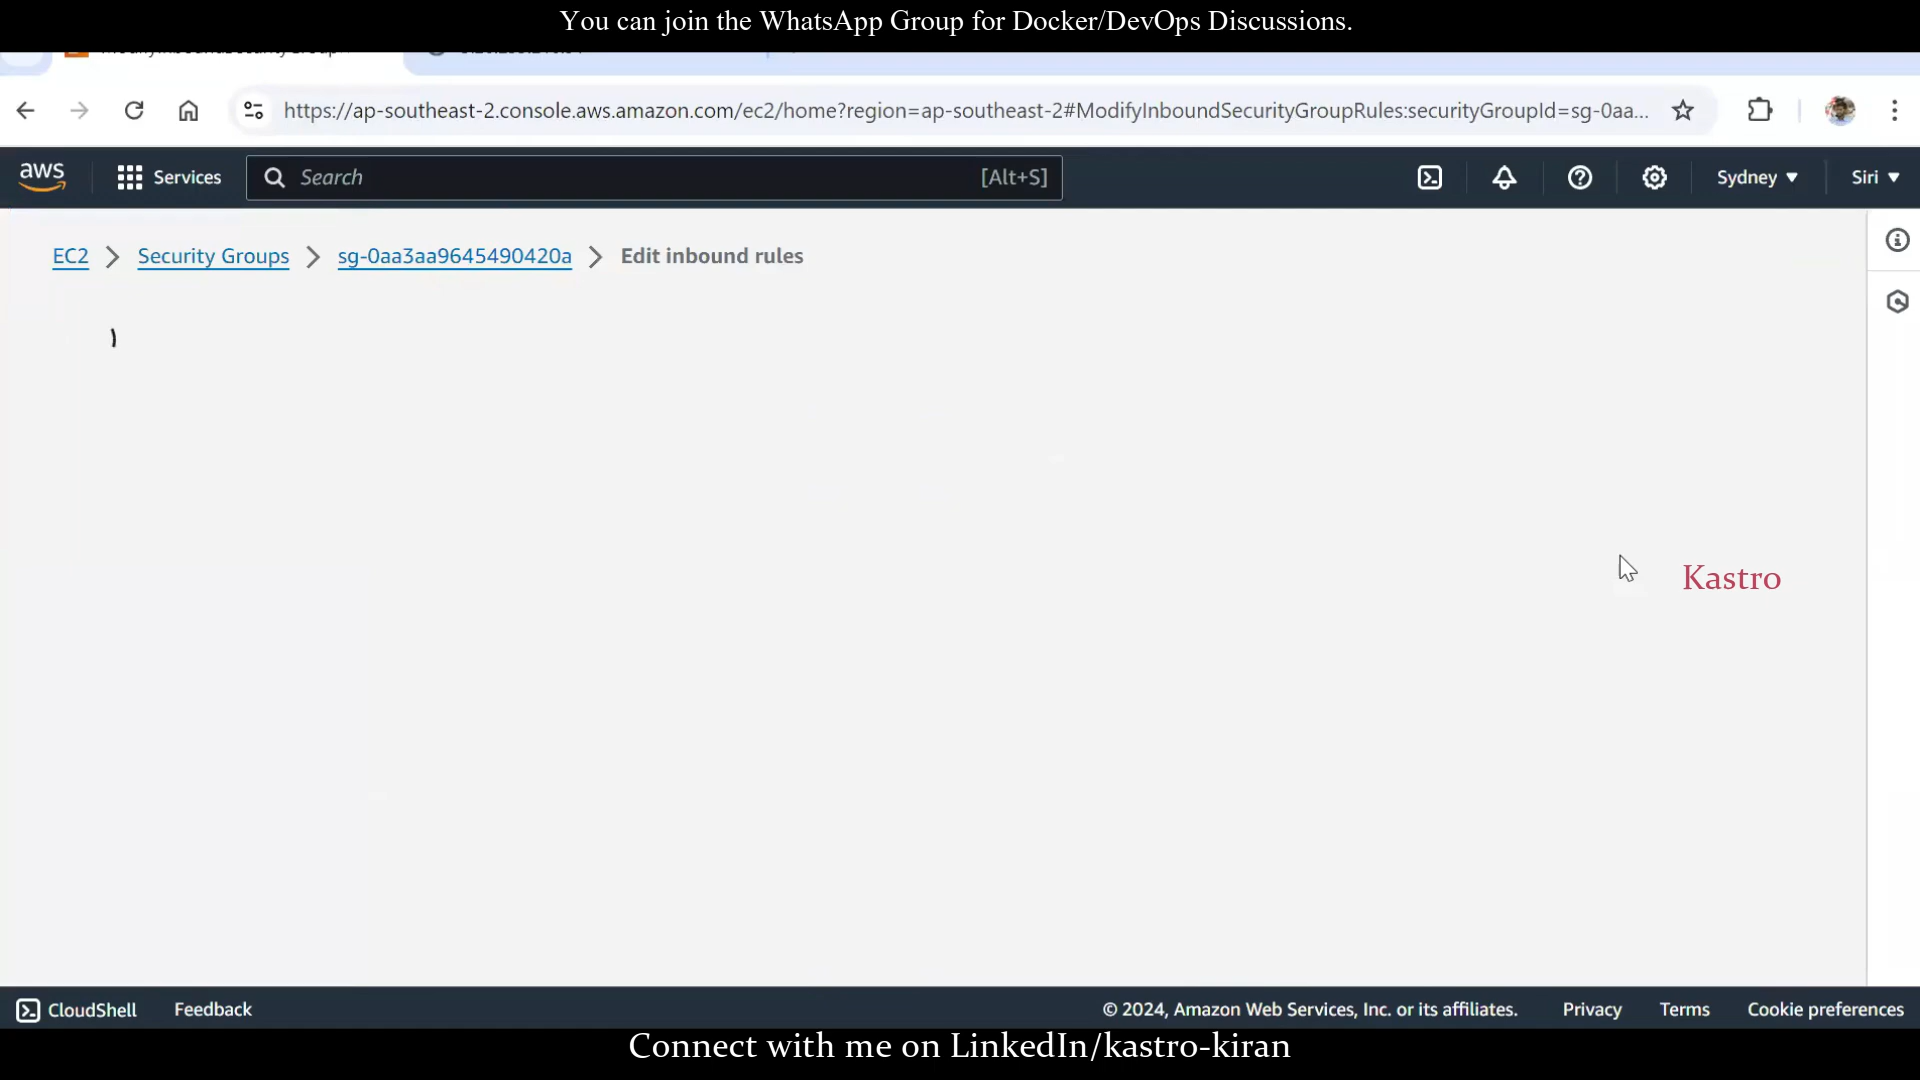 You can join the WhatsApp Group for Docker/DevOps Discussions.
https://ap-southeast-2.console.aws.amazon.com/ec2/home?region=ap-southeast-2#ModifyInboundSecurityGroupRules:securityGroupId=sg-0aa...
aws Services Search [Alt+S] Sydney Siri
EC2 Security Groups sg-0aa3aa9645490420a Edit inbound rules
Kastro
CloudShell Feedback © 2024, Amazon Web Services, Inc. or its affiliates. Privacy Terms Cookie preferences
Connect with me on LinkedIn/kastro-kiran